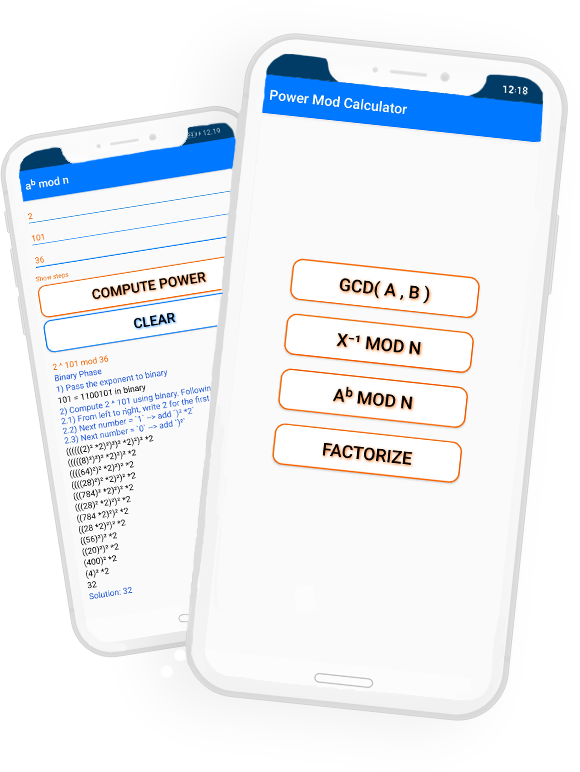 12:19
a^b mod n
2
101
36
Show steps
COMPUTE POWER
CLEAR
2 ^ 101 mod 36
Binary Phase
1) Pass the exponent to binary
101 = 1100101 in binary
2) Compute 2 ^ 101 using binary. Followin
2.1) From left to right, write 2 for the first
2.2) Next number = `1` --> add `)² *2`
2.3) Next number = `0` --> add `)²`
((((((2)² *2)²)²)² *2)²)² *2
(((((8)²)²)² *2)²)² *2
((((64)²)² *2)²)² *2
((((28)²)² *2)²)² *2
(((784)² *2)²)² *2
(((28)² *2)²)² *2
((784 *2)²)² *2
((28 *2)²)² *2
((56)²)² *2
((20)²)² *2
(400)² *2
(4)² *2
32
Solution: 32
12:18
Power Mod Calculator
GCD( A , B )
X⁻¹ MOD N
Aᵇ MOD N
FACTORIZE